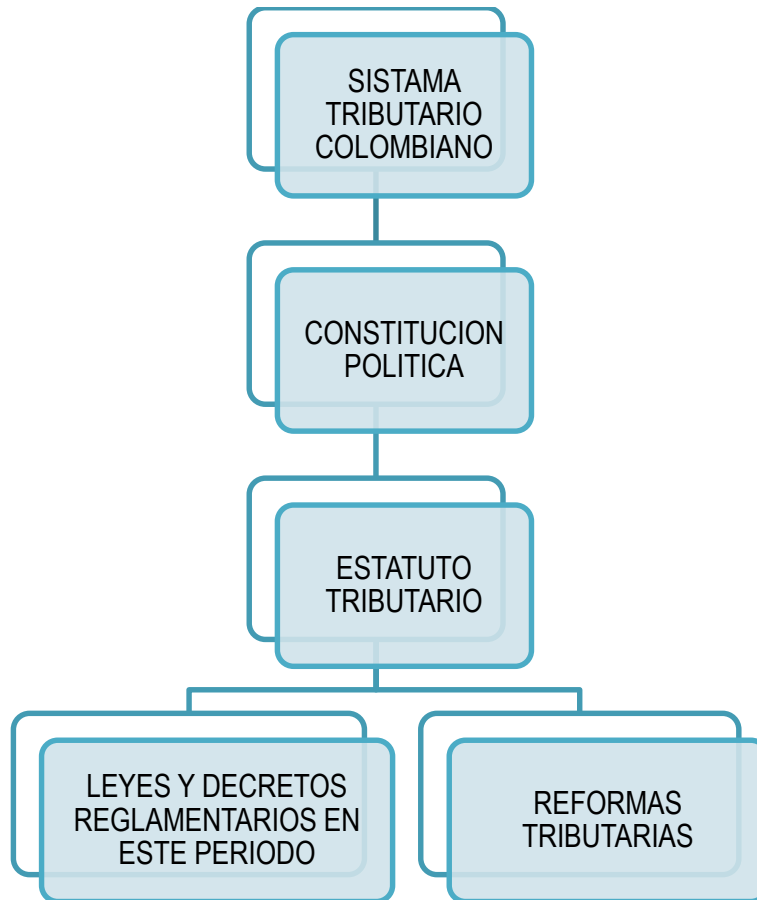 SISTAMA
TRIBUTARIO
COLOMBIANO
CONSTITUCION
POLITICA
ESTATUTO
TRIBUTARIO
LEYES Y DECRETOS
REGLAMENTARIOS EN
ESTE PERIODO
REFORMAS
TRIBUTARIAS